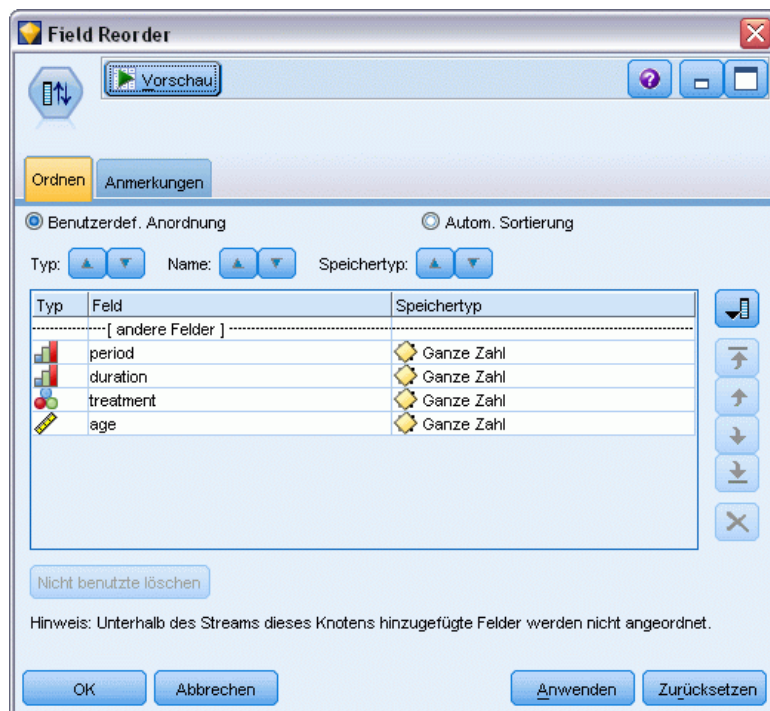 Field Reorder
Vorschau
Ordnen Anmerkungen
Benutzerdef. Anordnung Autom. Sortierung
Typ: Name: Speichertyp:
Typ Feld Speichertyp
[ andere Felder ]
period Ganze Zahl
duration Ganze Zahl
treatment Ganze Zahl
age Ganze Zahl
Nicht benutzte löschen
Hinweis: Unterhalb des Streams dieses Knotens hinzugefügte Felder werden nicht angeordnet.
OK Abbrechen Anwenden Zurücksetzen